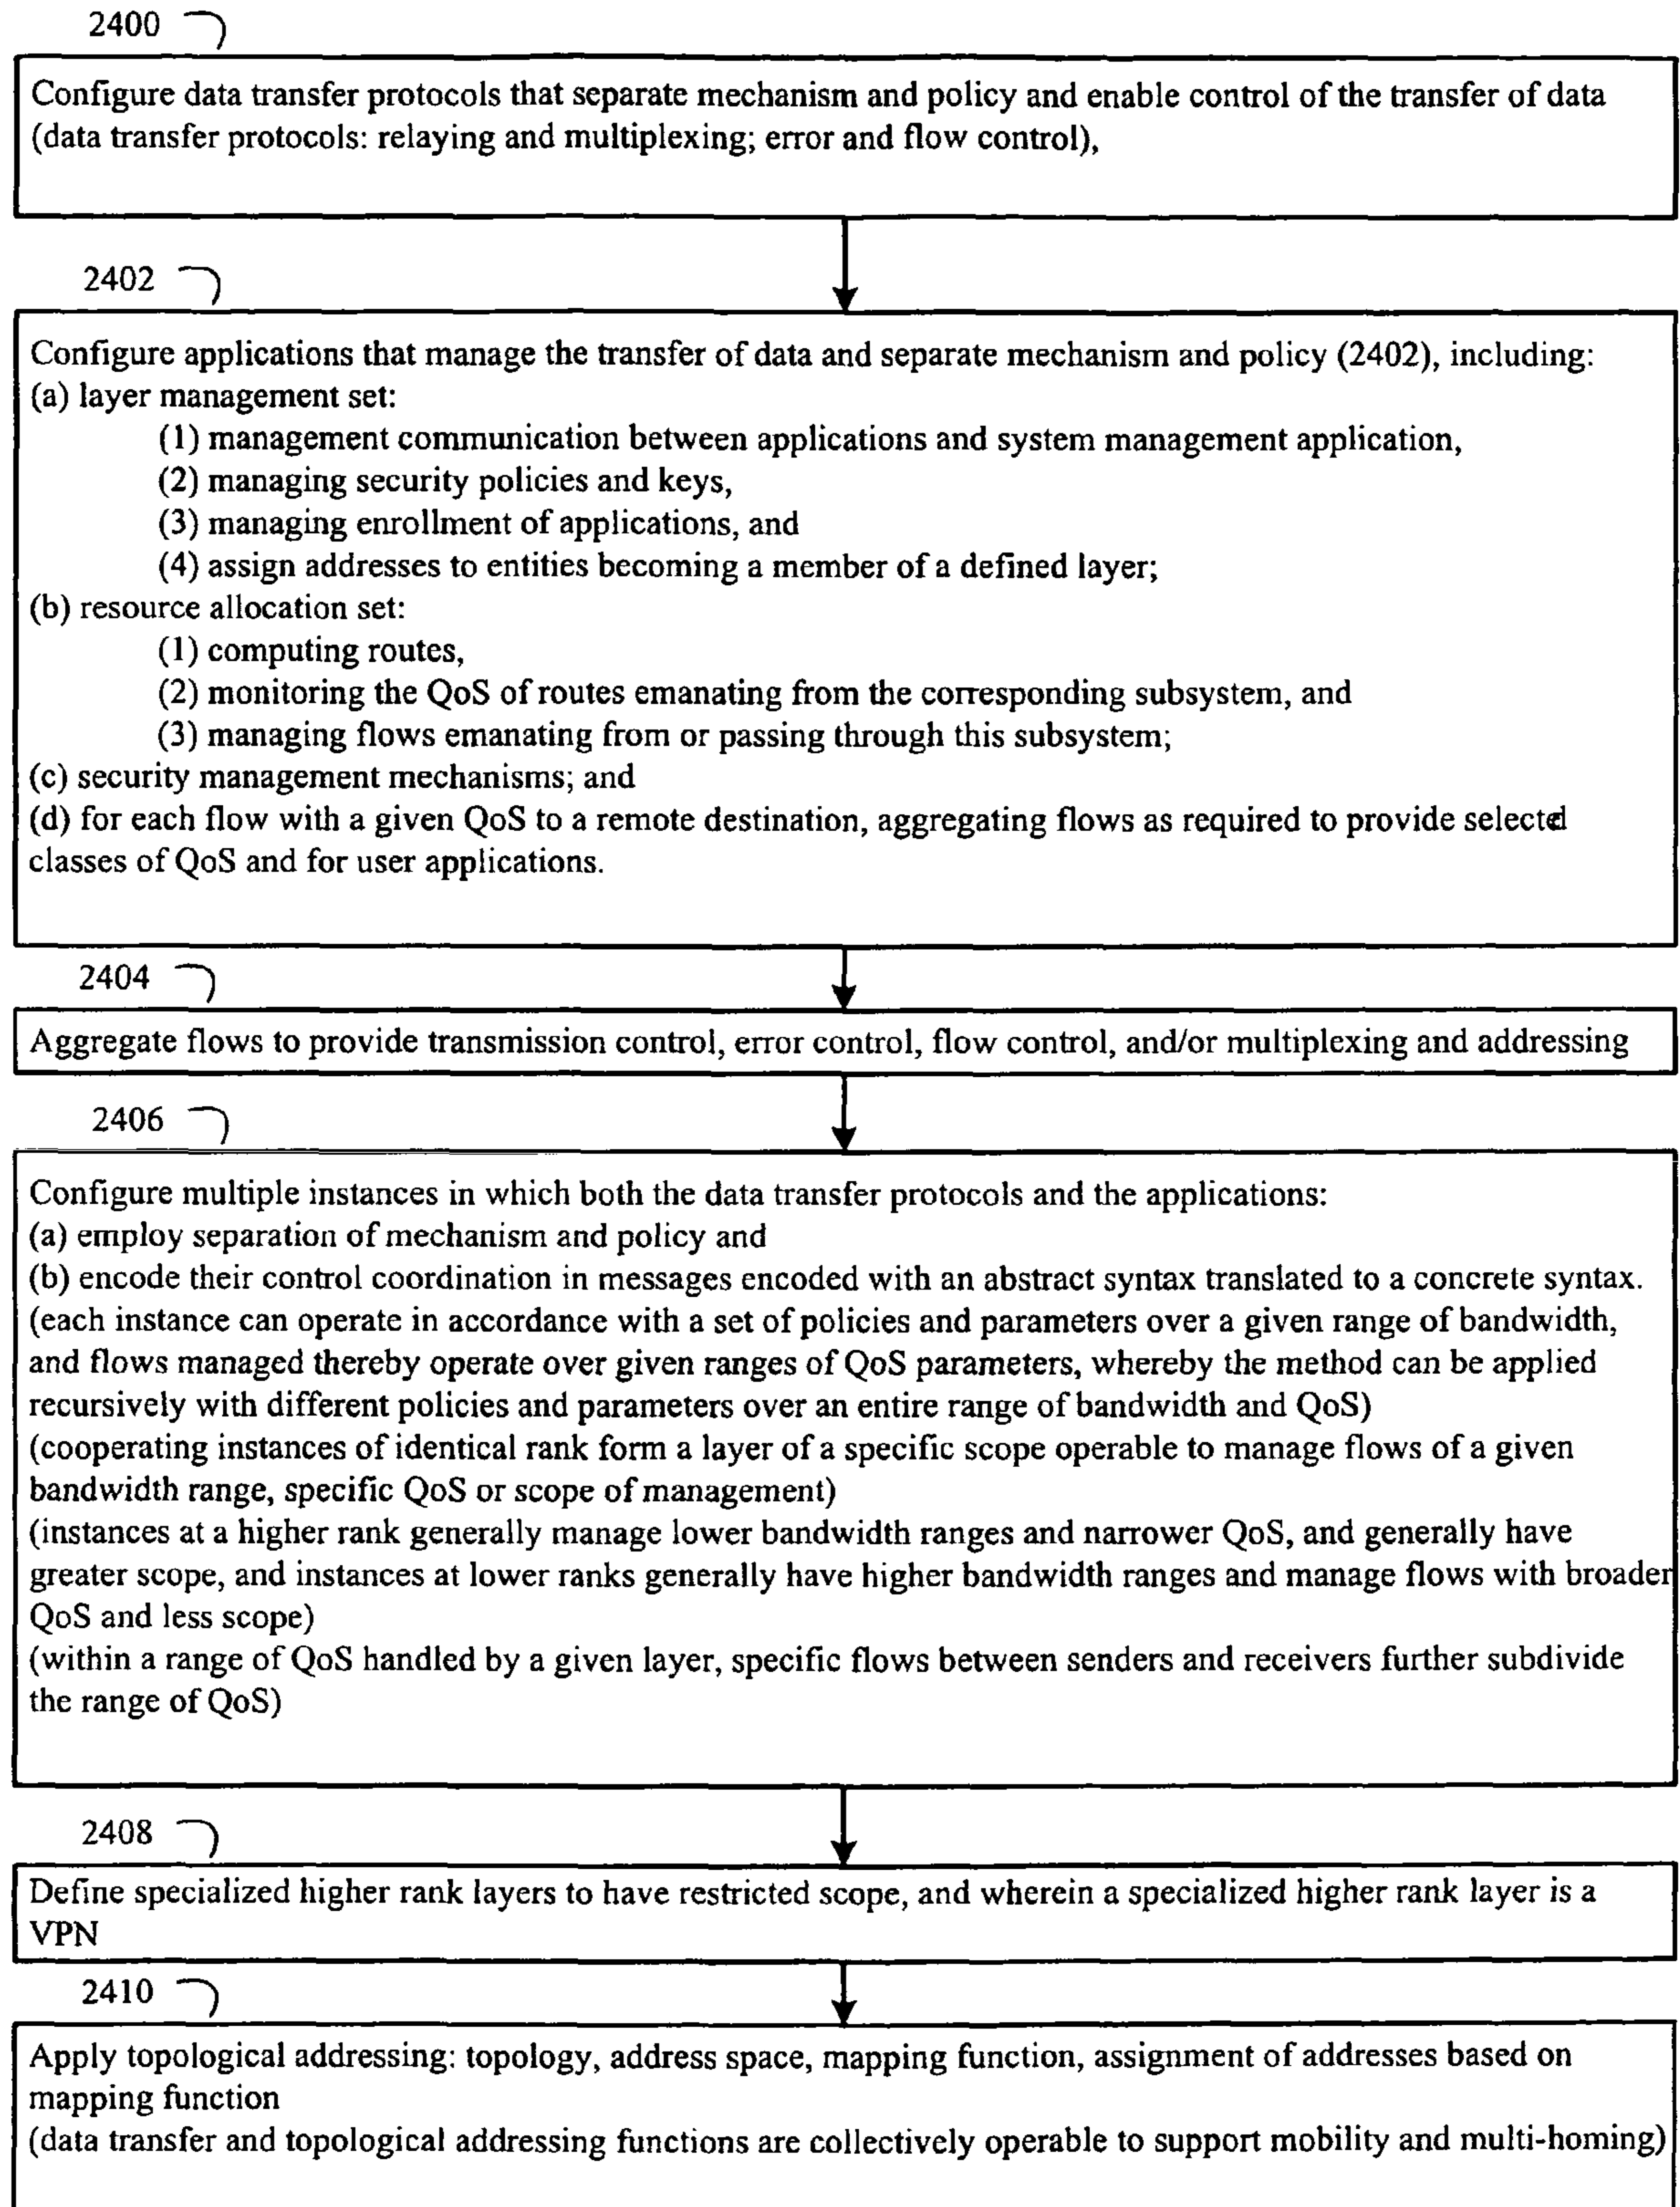 2400
Configure data transfer protocols that separate mechanism and policy and enable control of the transfer of data
(data transfer protocols: relaying and multiplexing; error and flow control),
2402
Configure applications that manage the transfer of data and separate mechanism and policy (2402), including:
(a) layer management set:
(1) management communication between applications and system management application,
(2) managing security policies and keys,
(3) managing enrollment of applications, and
(4) assign addresses to entities becoming a member of a defined layer;
(b) resource allocation set:
(1) computing routes,
(2) monitoring the QoS of routes emanating from the corresponding subsystem, and
(3) managing flows emanating from or passing through this subsystem;
(c) security management mechanisms; and
(d) for each flow with a given QoS to a remote destination, aggregating flows as required to provide selectd
classes of QoS and for user applications.
2404
Aggregate flows to provide transmission control, error control, flow control, and/or multiplexing and addressing
2406
Configure multiple instances in which both the data transfer protocols and the applications:
(a) employ separation of mechanism and policy and
(b) encode their control coordination in messages encoded with an abstract syntax translated to a concrete syntax.
(each instance can operate in accordance with a set of policies and parameters over a given range of bandwidth,
and flows managed thereby operate over given ranges of QoS parameters, whereby the method can be applied
recursively with different policies and parameters over an entire range of bandwidth and QoS)
(cooperating instances of identical rank form a layer of a specific scope operable to manage flows of a given
bandwidth range, specific QoS or scope of management)
(instances at a higher rank generally manage lower bandwidth ranges and narrower QoS, and generally have
greater scope, and instances at lower ranks generally have higher bandwidth ranges and manage flows with broader
QoS and less scope)
(within a range of QoS handled by a given layer, specific flows between senders and receivers further subdivide
the range of QoS)
2408
Define specialized higher rank layers to have restricted scope, and wherein a specialized higher rank layer is a
VPN
2410
Apply topological addressing: topology, address space, mapping function, assignment of addresses based on
mapping function
(data transfer and topological addressing functions are collectively operable to support mobility and multi-homing)